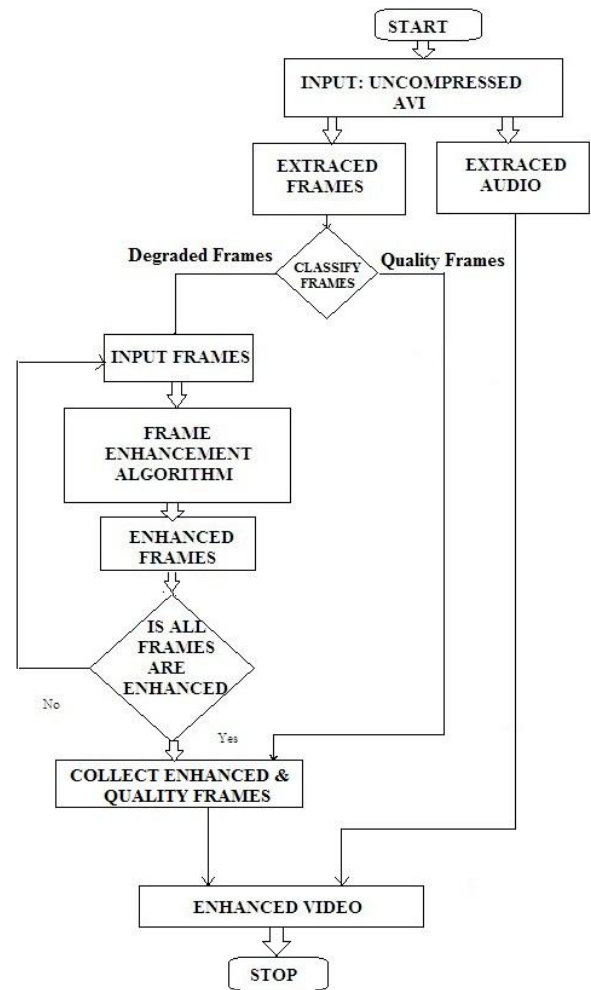 START
INPUT: UNCOMPRESSED
AVI
EXTRACED
FRAMES
EXTRACED
AUDIO
Degraded Frames
CLASSIFY
FRAMES
Quality Frames
INPUT FRAMES
FRAME
ENHANCEMENT
ALGORITHM
ENHANCED
FRAMES
IS ALL
FRAMES
ARE
ENHANCED
No
Yes
COLLECT ENHANCED &
QUALITY FRAMES
ENHANCED VIDEO
STOP